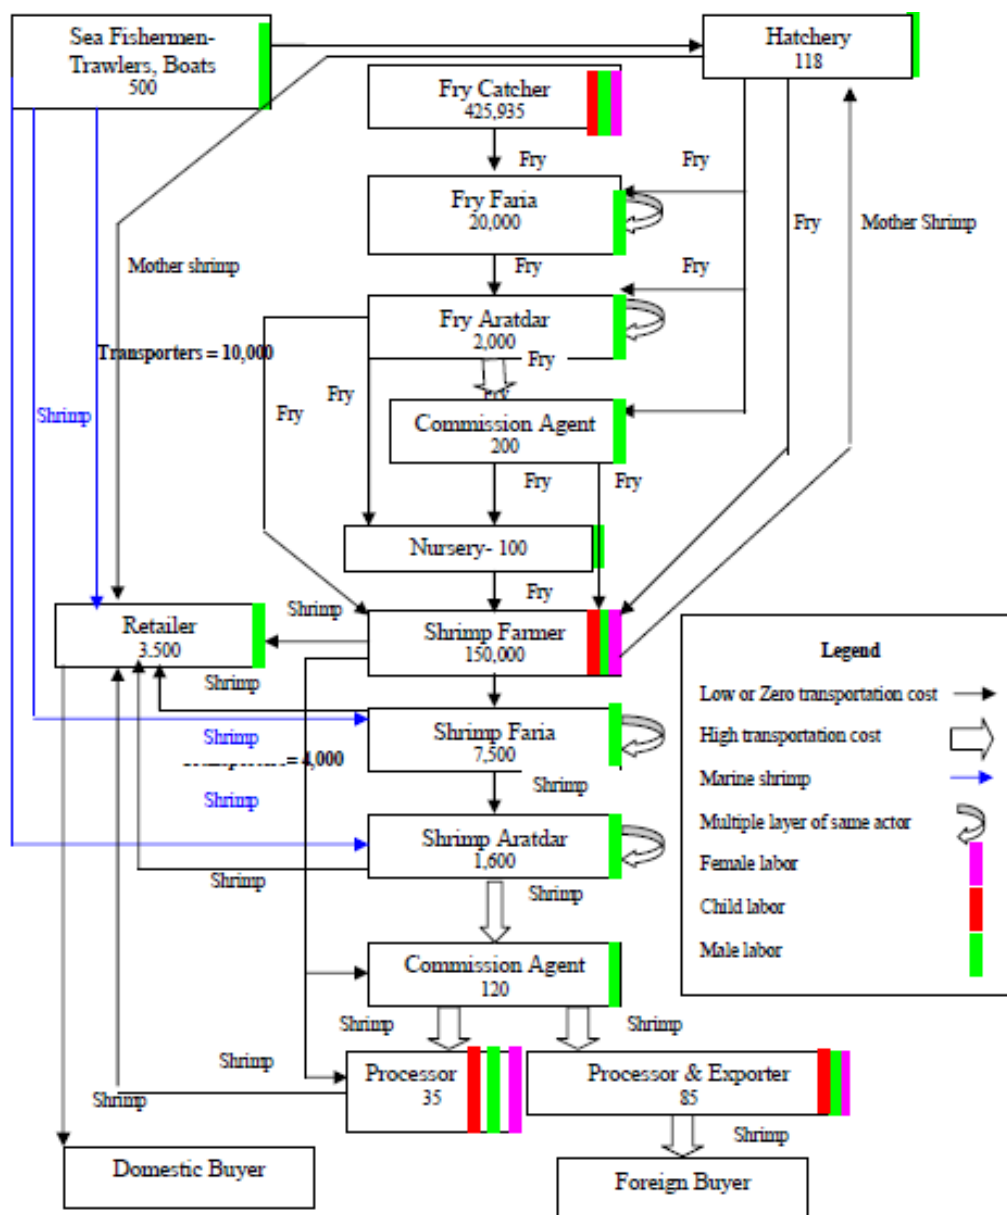 Sea Fishermen-
Trawlers, Boats
500
Hatchery
118
Fry Catcher
425,935
Fry
Fry
Fry Faria
20,000
Fry
Mother Shrimp
Mother shrimp
Fry
Fry
Fry Aratdar
2,000
Transporters = 10,000
Fry
Fry
Fry
Shrimp
Fry
Commission Agent
200
Fry
Fry
Nursery- 100
Fry
Shrimp
Retailer
3.500
Shrimp Farmer
150,000
Shrimp
Shrimp Faria
7,500
Shrimp
= 4,000
Shrimp
Shrimp
Shrimp Aratdar
1,600
Shrimp
Shrimp
Commission Agent
120
Shrimp
Shrimp
Shrimp
Processor
35
Processor & Exporter
85
Shrimp
Shrimp
Domestic Buyer
Foreign Buyer
Legend
Low or Zero transportation cost
High transportation cost
Marine shrimp
Multiple layer of same actor
Female labor
Child labor
Male labor